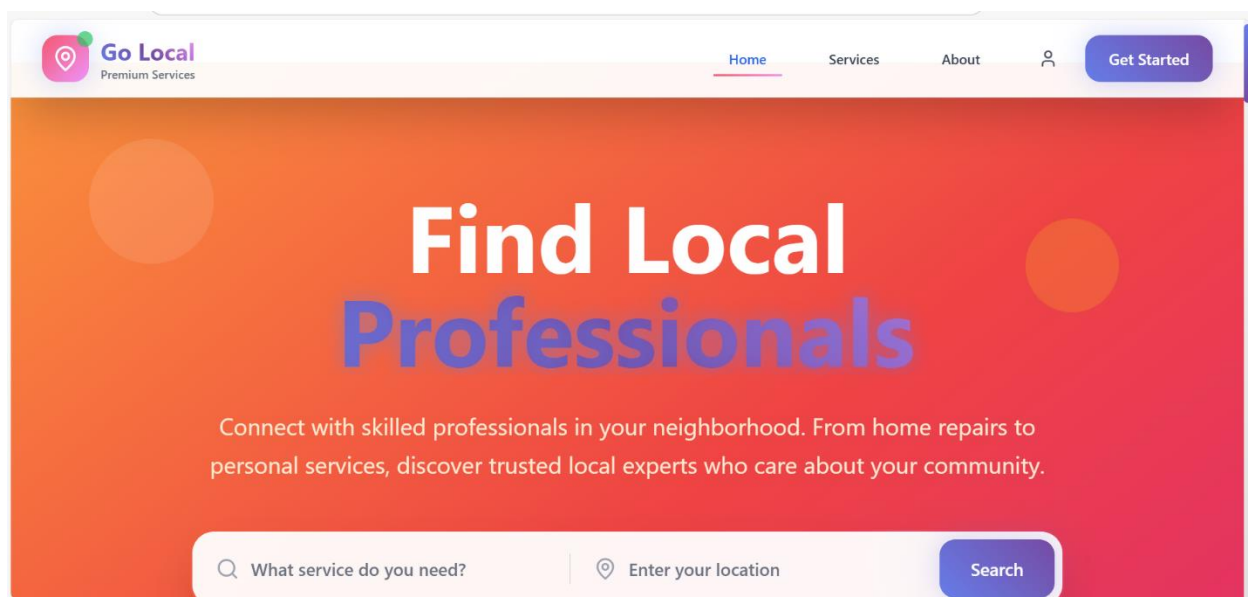 Go Local
Premium Services
Home
Services
About
Get Started
Find Local
Professionals
Connect with skilled professionals in your neighborhood. From home repairs to
personal services, discover trusted local experts who care about your community.
What service do you need?
Enter your location
Search